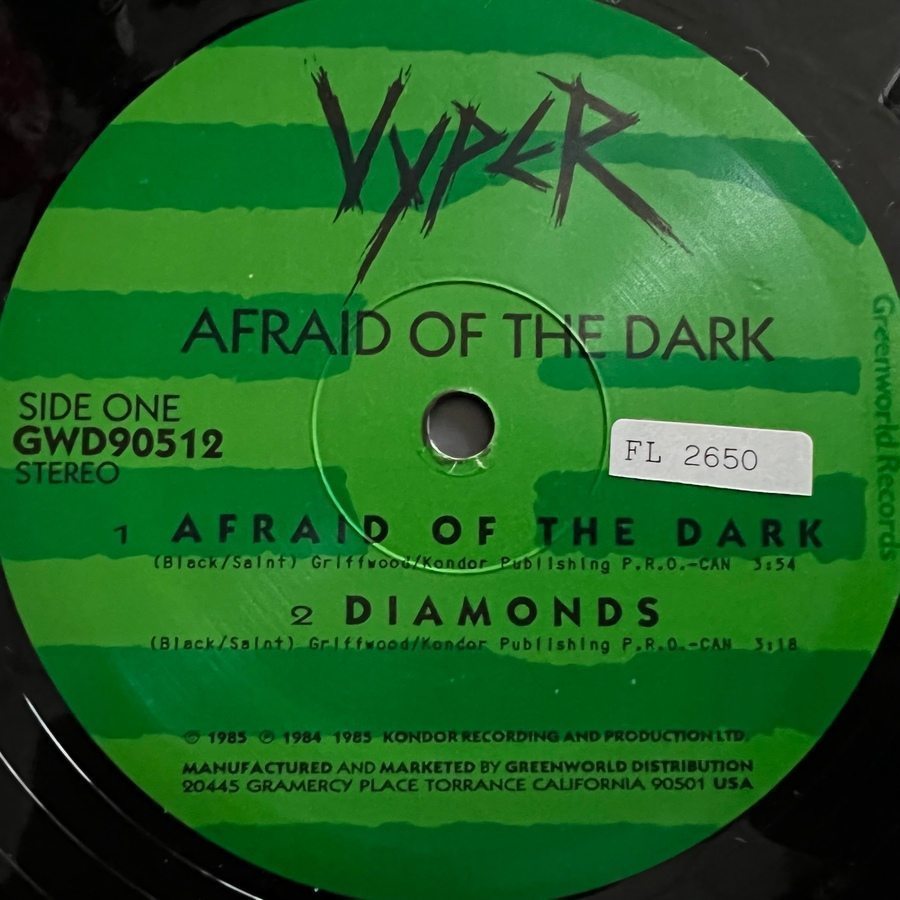 VYPER
AFRAID OF THE DARK
SIDE ONE
GWD90512
STEREO
FL 2650
Greenworld Records
1 AFRAID OF THE DARK
(Black/Saint) Griffwood/Kondor Publishing P.R.O.-CAN 3:54
2 DIAMONDS
(Black/Saint) Griffwood/Kondor Publishing P.R.O.-CAN 3:18
© 1985 ℗ 1984 1985 KONDOR RECORDING AND PRODUCTION LTD.
MANUFACTURED AND MARKETED BY GREENWORLD DISTRIBUTION
20445 GRAMERCY PLACE TORRANCE CALIFORNIA 90501 USA